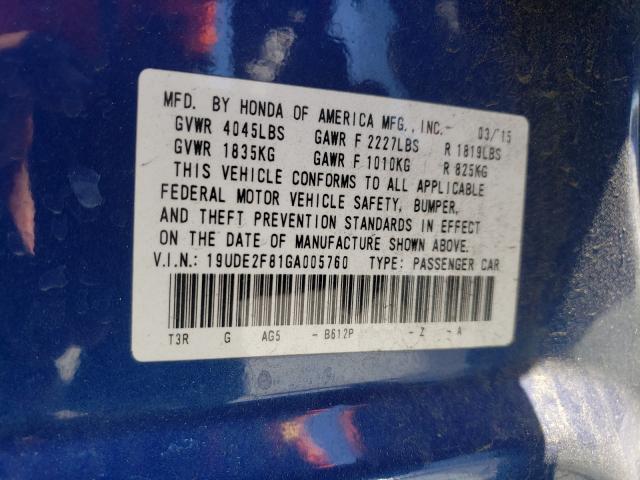 MFD. BY HONDA OF AMERICA MFG., INC. 03/15
GVWR 4045LBS GAWR F 2227LBS R 1819LBS
GVWR 1835KG GAWR F 1010KG R 825KG
THIS VEHICLE CONFORMS TO ALL APPLICABLE
FEDERAL MOTOR VEHICLE SAFETY, BUMPER,
AND THEFT PREVENTION STANDARDS IN EFFECT
ON THE DATE OF MANUFACTURE SHOWN ABOVE.
V.I.N.: 19UDE2F81GA005760 TYPE: PASSENGER CAR
T3R G AG5 - B612P - Z - A